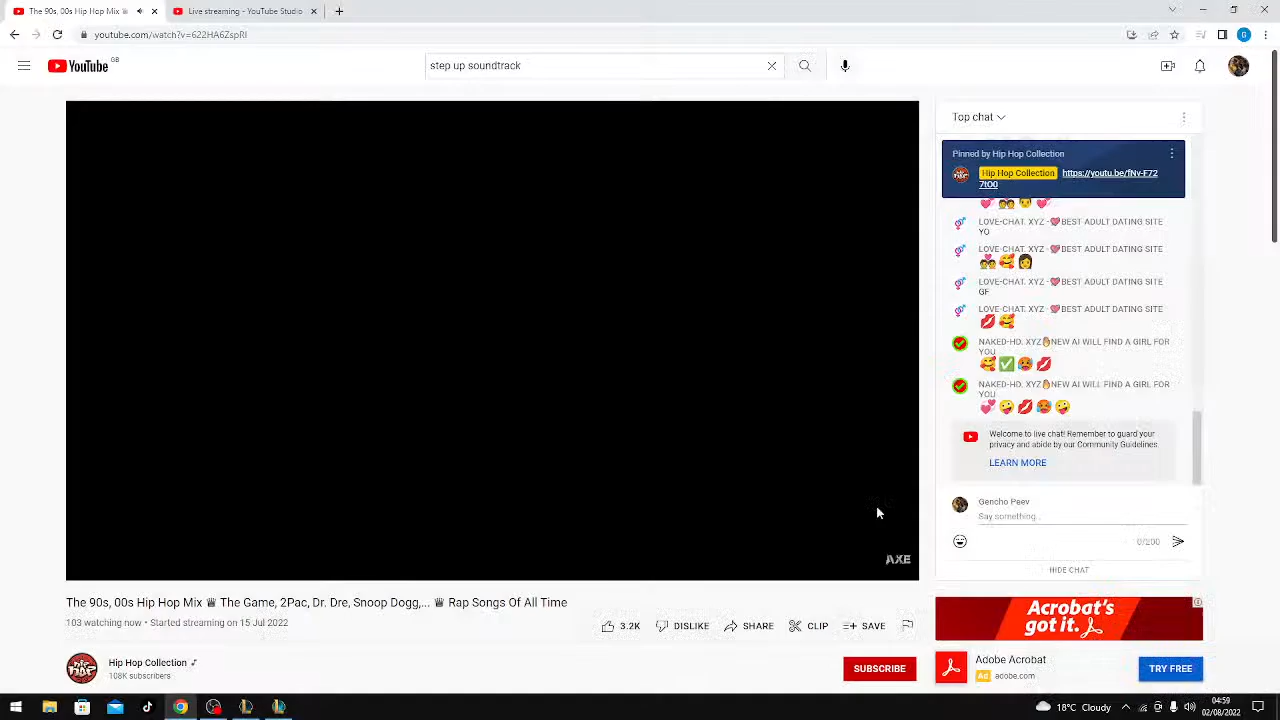 The 90s, 00s Hip Hop Mix
Live streaming - YouTube Studio
youtube.com/watch?v=622HA6ZspRI
G
YouTube GB
step up soundtrack
Top chat
Pinned by Hip Hop Collection
Hip Hop Collection https://youtu.be/fNv-F72
7t00
LOVE-CHAT. XYZ -💖BEST ADULT DATING SITE
YO
LOVE-CHAT. XYZ -💖BEST ADULT DATING SITE
LOVE-CHAT. XYZ -💖BEST ADULT DATING SITE
GF
LOVE-CHAT. XYZ -💖BEST ADULT DATING SITE
NAKED-HD. XYZ👌NEW AI WILL FIND A GIRL FOR
YOU
NAKED-HD. XYZ👌NEW AI WILL FIND A GIRL FOR
YOU
Welcome to live chat! Remember to guard your
privacy and abide by our Community Guidelines.
LEARN MORE
Gencho Peev
Say something...
0/200
HIDE CHAT
AXE
The 90s, 00s Hip Hop Mix ♛ The Game, 2Pac, Dr. Dre, Snoop Dogg,... ♛ Rap Songs Of All Time
103 watching now • Started streaming on 15 Jul 2022
3.2K DISLIKE SHARE CLIP SAVE
Acrobat's
got it.
Hip Hop Collection
108K subscribers
SUBSCRIBE
Adobe Acrobat
Ad adobe.com
TRY FREE
18°C Cloudy
04:59
02/08/2022